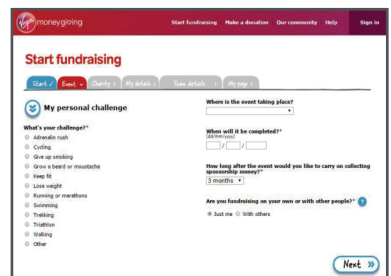 Virgin moneygiving
Start fundraising Make a donation Our community Help Sign in
Start fundraising
Start ✓ Event Charity › My details › Team details › My page ›
My personal challenge
What's your challenge?*
Adrenalin rush
Cycling
Give up smoking
Grow a beard or moustache
Keep fit
Lose weight
Running or marathons
Swimming
Trekking
Triathlon
Walking
Other
Where is the event taking place?
When will it be completed?*
(dd/mm/yyyy)
/ /
How long after the event would you like to carry on collecting
sponsorship money?*
3 months
Are you fundraising on your own or with other people?* ?
Just me With others
Next »